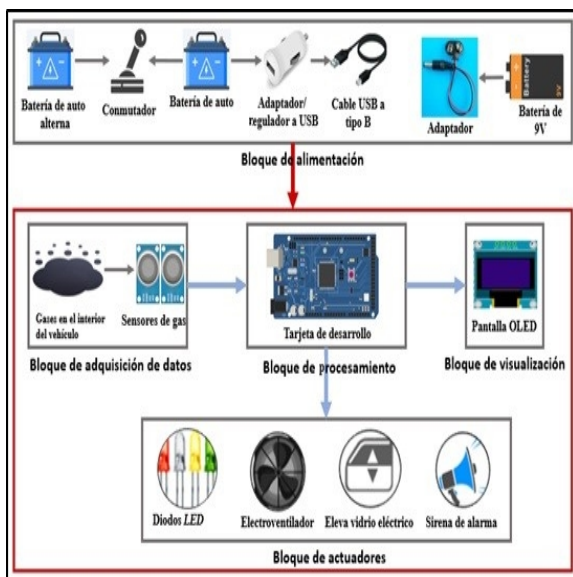 Batería de auto
alterna
Conmutador
Batería de auto
Adaptador/
regulador a USB
Cable USB a
tipo B
Adaptador
Battery
9V
Batería de
9V
Bloque de alimentación
Gases en el interior del
vehículo
Sensores de gas
Bloque de adquisición de datos
Tarjeta de desarrollo
Bloque de procesamiento
Pantalla OLED
Bloque de visualización
Diodos LED
Electroventilador
Eleva vidrio eléctrico
Sirena de alarma
Bloque de actuadores